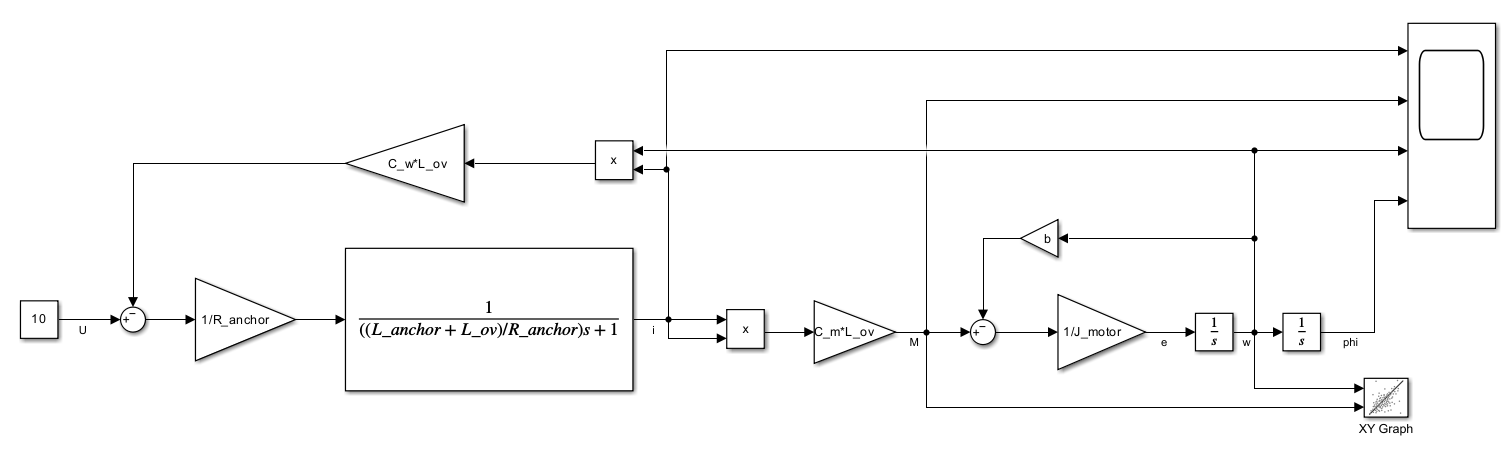 C_w*L_ov
x
b
10
U
+
−
1/R_anchor
1
((L_anchor + L_ov)/R_anchor)s + 1
i
x
C_m*L_ov
M
+
−
1/J_motor
e
1
s
w
1
s
phi
XY Graph